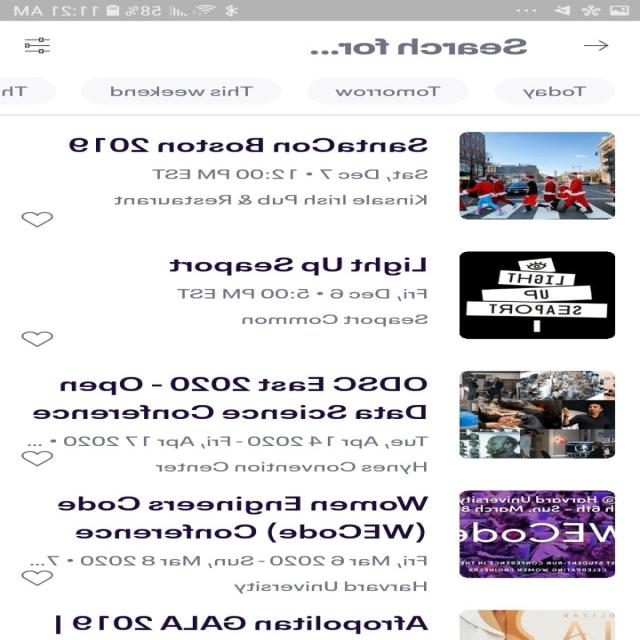 11:21 AM 58%
Search for...
Today Tomorrow This weekend Th
SantaCon Boston 2019
Sat, Dec 7 • 12:00 PM EST
Kinsale Irish Pub & Restaurant
LIGHT
UP
SEAPORT
Light Up Seaport
Fri, Dec 6 • 5:00 PM EST
Seaport Common
ODSC East 2020 - Open
Data Science Conference
Tue, Apr 14 2020 - Fri, Apr 17 2020 • ...
Hynes Convention Center
@ Harvard University
h 6th - Sun. March 8
WECode
ST STUDENT-RUN CONFERENCE IN THE
CELEBRATING WOMEN ENGINEERS
Women Engineers Code
(WECode) Conference
Fri, Mar 6 2020 - Sun, Mar 8 2020 • 7...
Harvard University
Afropolitan GALA 2019 |